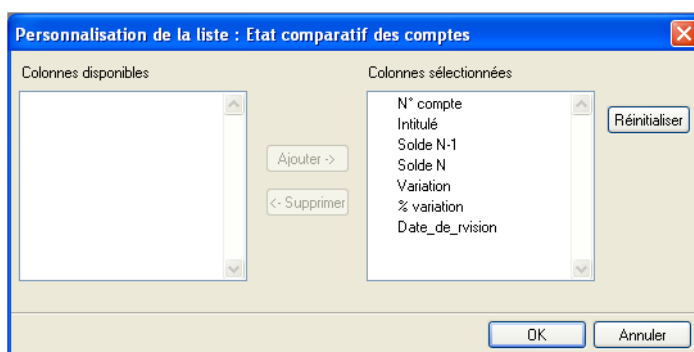 Personnalisation de la liste : Etat comparatif des comptes
Colonnes disponibles
Colonnes sélectionnées
N° compte
Intitulé
Solde N-1
Solde N
Variation
% variation
Date_de_rvision
Ajouter ->
<- Supprimer
Réinitialiser
OK
Annuler